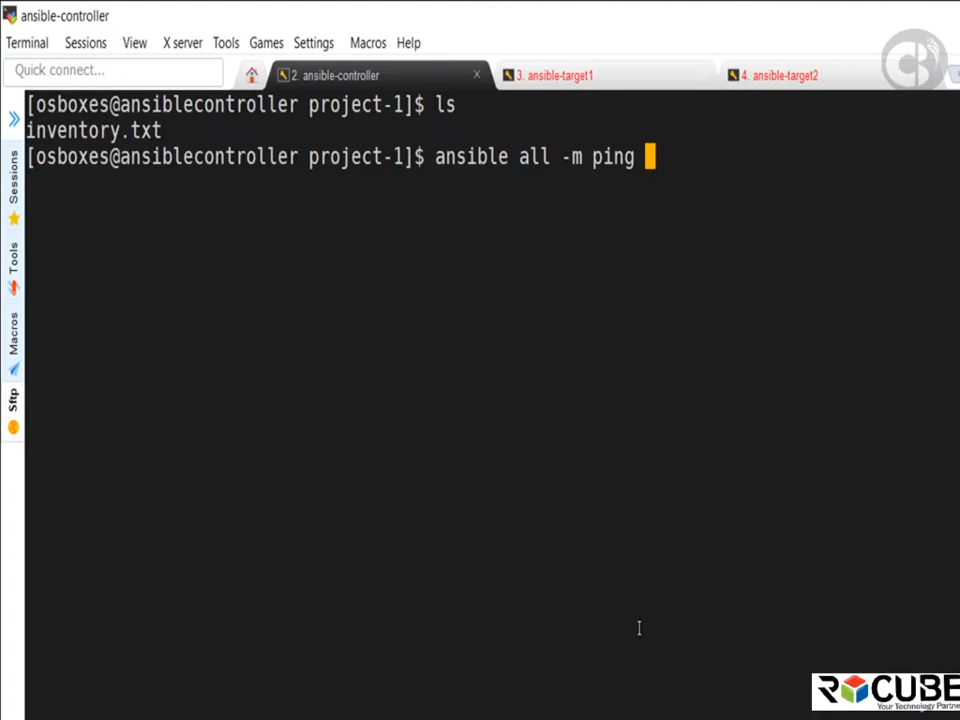 ansible-controller
Terminal Sessions View X server Tools Games Settings Macros Help
Quick connect...
2. ansible-controller X
3. ansible-target1
4. ansible-target2
[osboxes@ansiblecontroller project-1]$ ls
inventory.txt
[osboxes@ansiblecontroller project-1]$ ansible all -m ping
Sessions
Tools
Macros
Sftp
RCUBE
Your Technology Partne